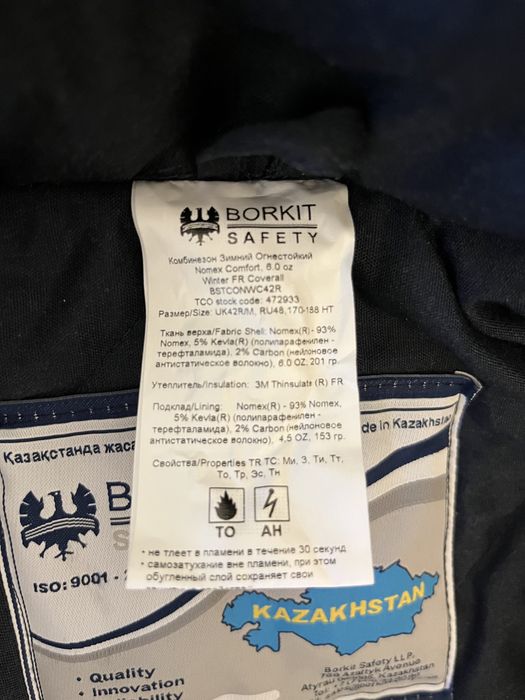 BORKIT
SAFETY
Комбинезон Зимний Огнестойкий
Nomex Comfort, 6.0 oz
Winter FR Coverall
BSTCONWC42R
TCO stock code: 472933
Размер/Size: UK42R/M, RU48,170-188 HT
Ткань верха/Fabric Shell: Nomex(R)- 93%
Nomex, 5% Kevla(R) (полипарафенилен -
терефталамида), 2% Carbon (нейлоновое
антистатическое волокно), 6.0 OZ, 201 гр.
Утеплитель/Insulation: 3M Thinsulate (R) FR
Подклад/Lining: Nomex(R) - 93% Nomex,
5% Kevla(R) (полипарафенилен -
терефталамида), 2% Carbon (нейлоновое
антистатическое волокно), 4,5 OZ, 153 гр.
Свойства/Properties TR TC: Ми, З, Ти, Тт,
То, Тр, Эс, Тн
ТО АН
• не тлеет в пламени в течение 30 секунд
• самозатухание вне пламени, при этом
обугленный слой сохраняет свои
Қазақстанда жаса
de in Kazakhsta
B
S
ISO: 9001 -
KAZAKHSTAN
• Quality
• Innovation
Borkit Safety LLP,
Azattyk Avenue
Atyrau Kazakhstan